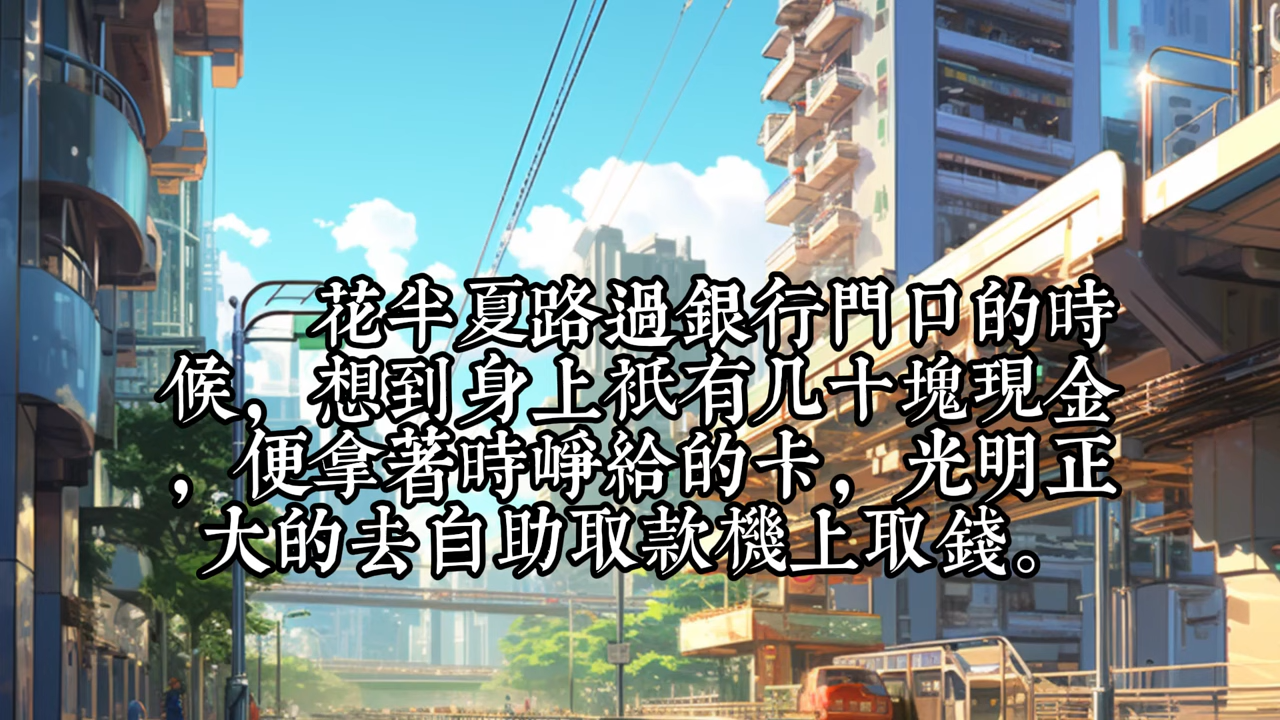 花半夏路過銀行門口的時
候，想到身上衹有几十塊現金
，便拿著時崢給的卡，光明正
大的去自助取款機上取錢。